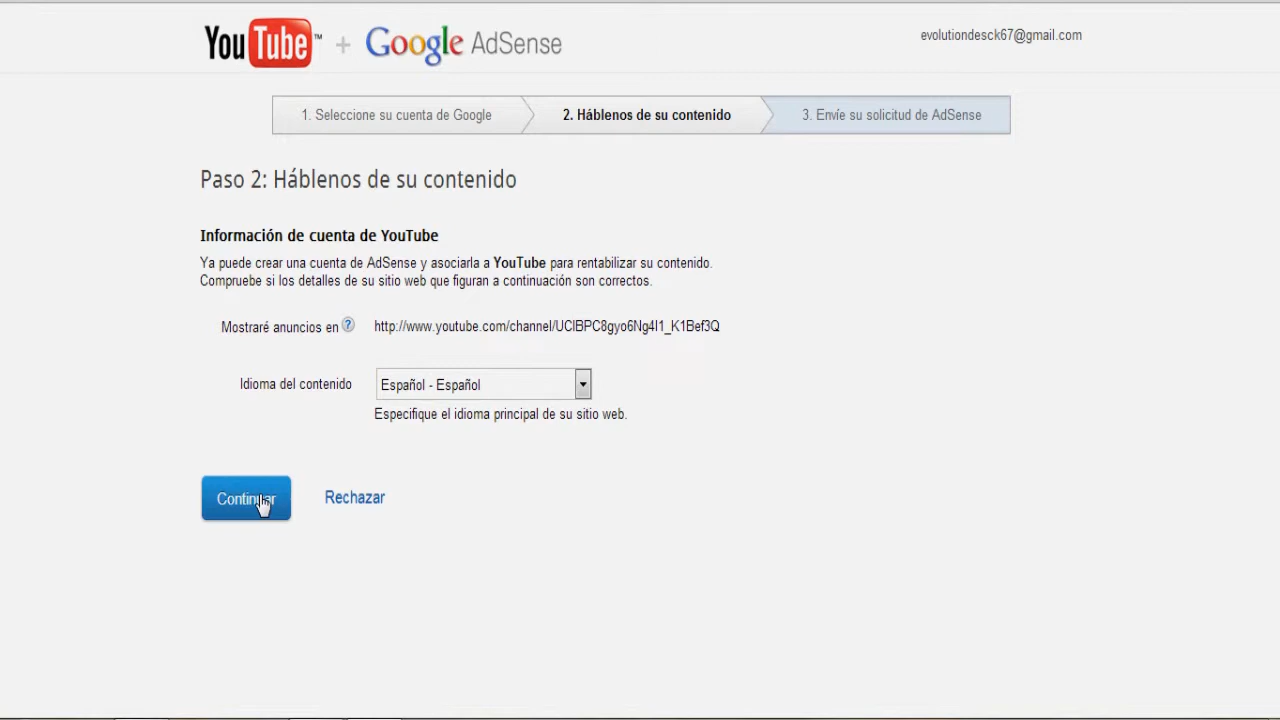 YouTube™ + Google AdSense
evolutiondesck67@gmail.com
1. Seleccione su cuenta de Google
2. Háblenos de su contenido
3. Envíe su solicitud de AdSense
Paso 2: Háblenos de su contenido
Información de cuenta de YouTube
Ya puede crear una cuenta de AdSense y asociarla a YouTube para rentabilizar su contenido.
Compruebe si los detalles de su sitio web que figuran a continuación son correctos.
Mostraré anuncios en ? http://www.youtube.com/channel/UClBPC8gyo6Ng4I1_K1Bef3Q
Idioma del contenido Español - Español
Especifique el idioma principal de su sitio web.
Continuar Rechazar